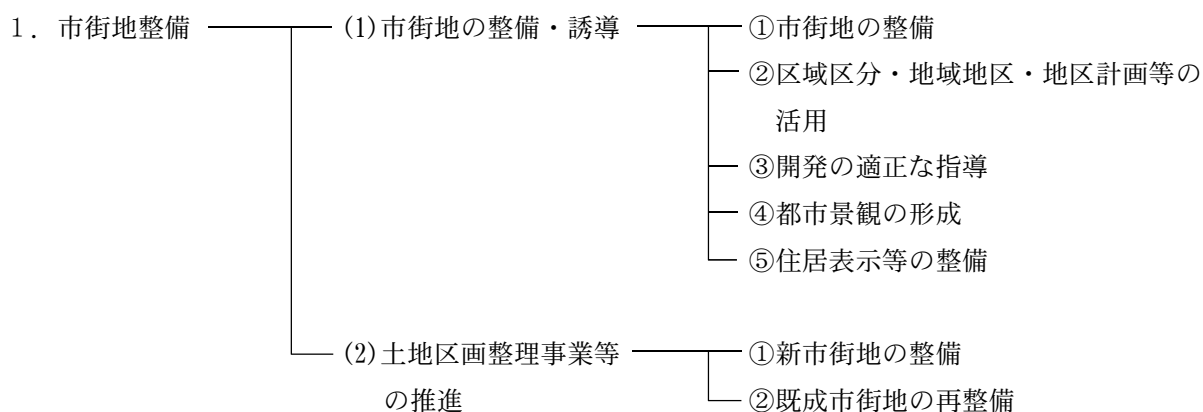 1．市街地整備
(1)市街地の整備・誘導
①市街地の整備
②区域区分・地域地区・地区計画等の
活用
③開発の適正な指導
④都市景観の形成
⑤住居表示等の整備
(2)土地区画整理事業等
の推進
①新市街地の整備
②既成市街地の再整備